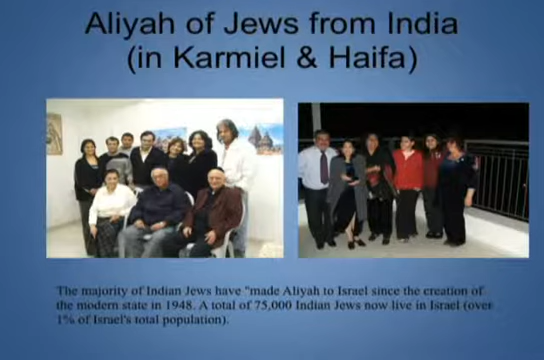 Aliyah of Jews from India
(in Karmiel & Haifa)
The majority of Indian Jews have "made Aliyah to Israel since the creation of
the modern state in 1948. A total of 75,000 Indian Jews now live in Israel (over
1% of Israel's total population).